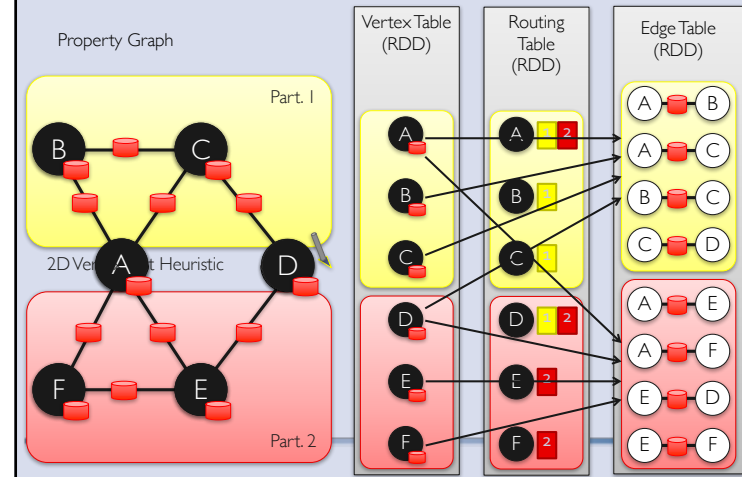 Property Graph
Part. 1
B
C
A
D
2D Ver
t Heuristic
F
E
Part. 2
Vertex Table
(RDD)
A
B
C
D
E
F
Routing
Table
(RDD)
A 1 2
B 1
C 1
D 1 2
E 2
F 2
Edge Table
(RDD)
A B
A C
B C
C D
A E
A F
E D
E F